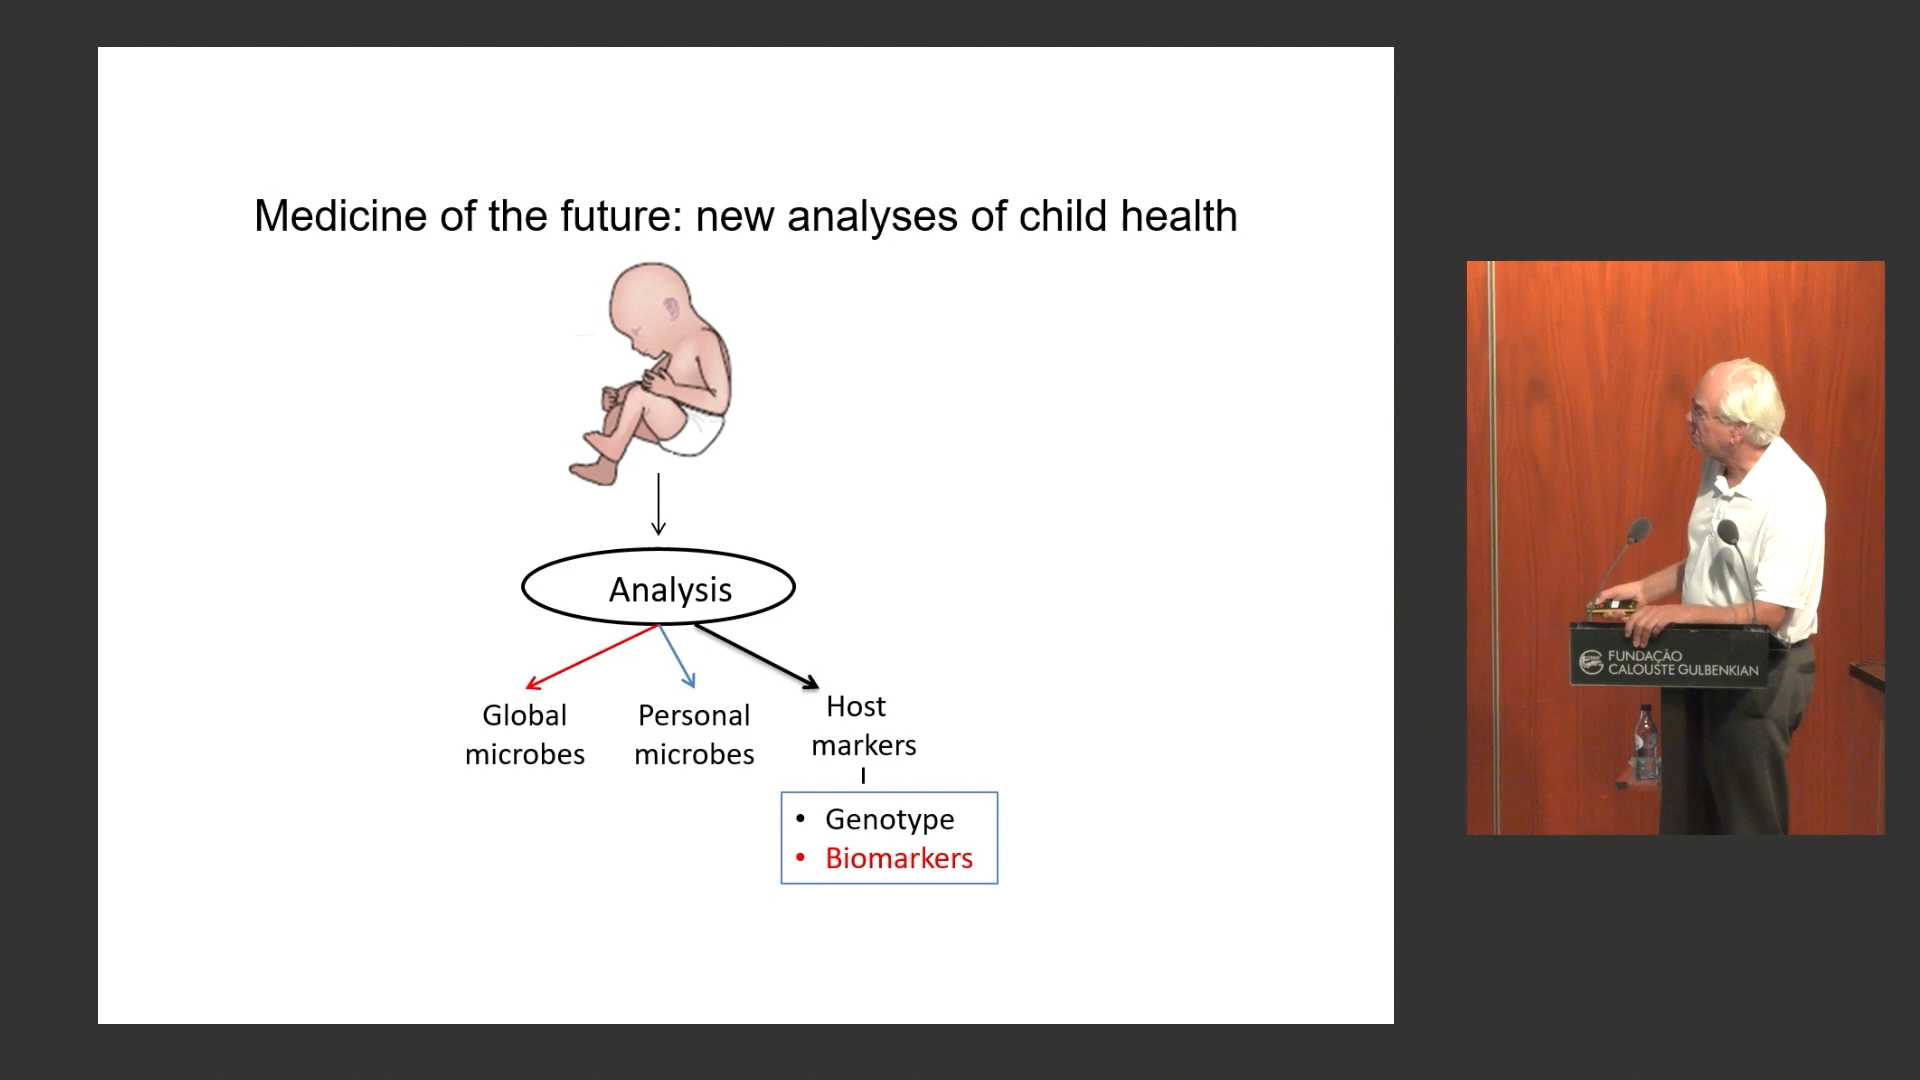 Medicine of the future: new analyses of child health
Analysis
Global
microbes
Personal
microbes
Host
markers
• Genotype
• Biomarkers
FUNDAÇÃO
CALOUSTE GULBENKIAN